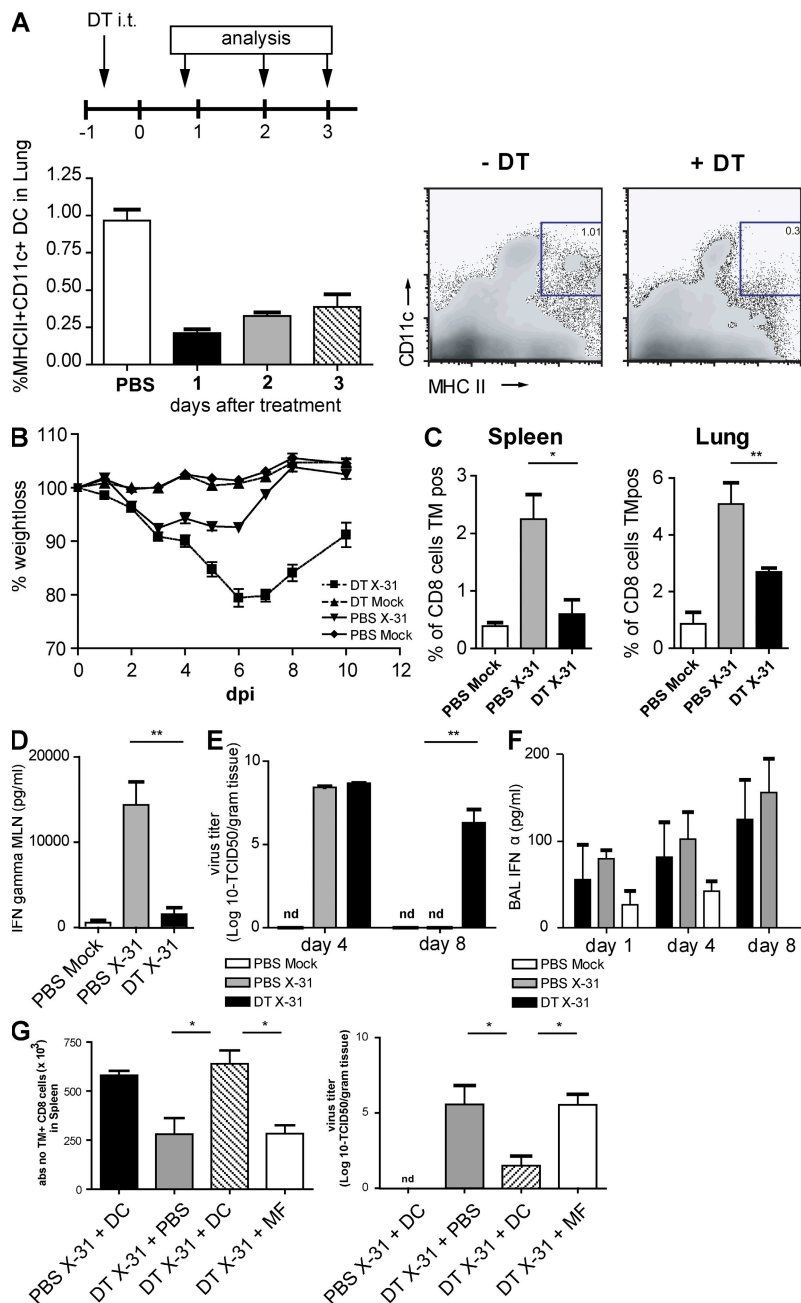 A
DT i.t.
analysis
-1 0 1 2 3
%MHCII+CD11c+ DC in Lung
1.25
1.00
0.75
0.50
0.25
0.00
PBS 1 2 3
days after treatment
- DT
+ DT
1.01
0.3
CD11c
MHC II
B
% weightloss
110
100
90
80
70
0 2 4 6 8 10 12
dpi
DT X-31
DT Mock
PBS X-31
PBS Mock
C
Spleen
% of CD8 cells TM pos
3
2
1
0
*
PBS Mock
PBS X-31
DT X-31
Lung
% of CD8 cells TMpos
6
4
2
0
**
PBS Mock
PBS X-31
DT X-31
D
IFN gamma MLN (pg/ml)
20000
10000
0
**
PBS Mock
PBS X-31
DT X-31
E
virus titer
(Log 10-TCID50/gram tissue)
10
5
0
**
nd
nd nd
day 4 day 8
PBS Mock
PBS X-31
DT X-31
F
BAL IFN α (pg/ml)
200
100
0
day 1 day 4 day 8
PBS Mock
PBS X-31
DT X-31
G
abs no TM+ CD8 cells (x 10³)
in Spleen
750
500
250
0
* *
PBS X-31 + DC
DT X-31 + PBS
DT X-31 + DC
DT X-31 + MF
virus titer
(Log 10-TCID50/gram tissue)
10
5
0
* *
nd
PBS X-31 + DC
DT X-31 + PBS
DT X-31 + DC
DT X-31 + MF